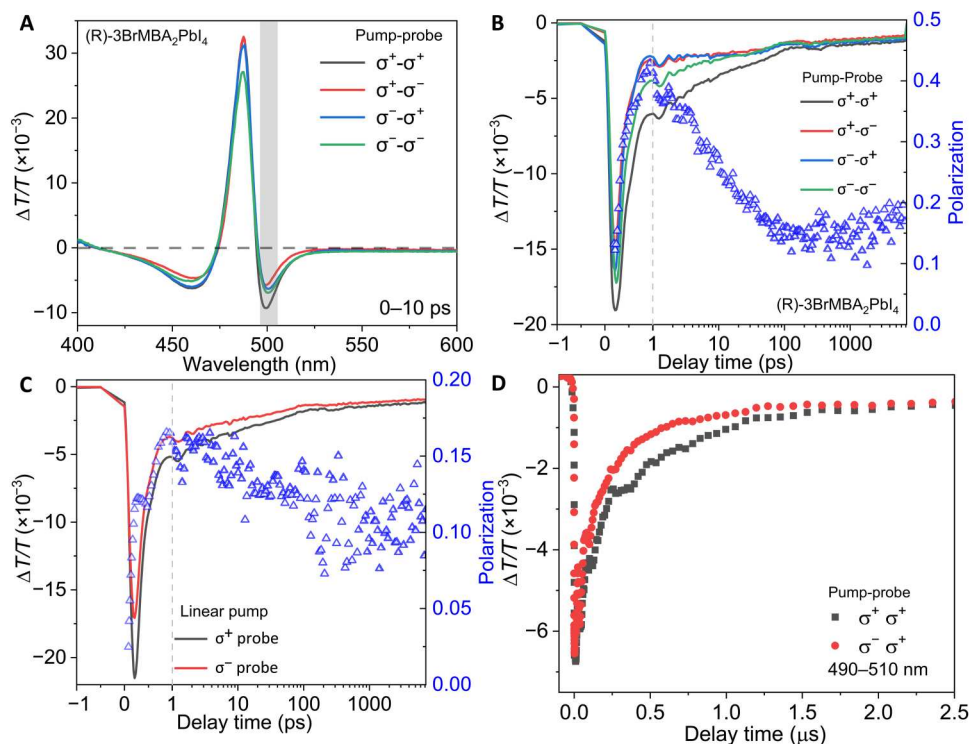 A
(R)-3BrMBA₂PbI₄
Pump-probe
σ⁺-σ⁺
σ⁺-σ⁻
σ⁻-σ⁺
σ⁻-σ⁻
30
20
10
0
−10
ΔT/T (×10⁻³)
0–10 ps
400 450 500 550 600
Wavelength (nm)
B
0
−5
−10
−15
−20
ΔT/T (×10⁻³)
Pump-Probe
σ⁺-σ⁺
σ⁺-σ⁻
σ⁻-σ⁺
σ⁻-σ⁻
(R)-3BrMBA₂PbI₄
0.5
0.4
0.3
0.2
0.1
0.0
Polarization
−1 0 1 10 100 1000
Delay time (ps)
C
0
−5
−10
−15
−20
ΔT/T (×10⁻³)
Linear pump
σ⁺ probe
σ⁻ probe
0.20
0.15
0.10
0.05
0.00
Polarization
−1 0 1 10 100 1000
Delay time (ps)
D
0
−2
−4
−6
ΔT/T (×10⁻³)
Pump-probe
σ⁺ σ⁺
σ⁻ σ⁺
490–510 nm
0.0 0.5 1.0 1.5 2.0 2.5
Delay time (μs)